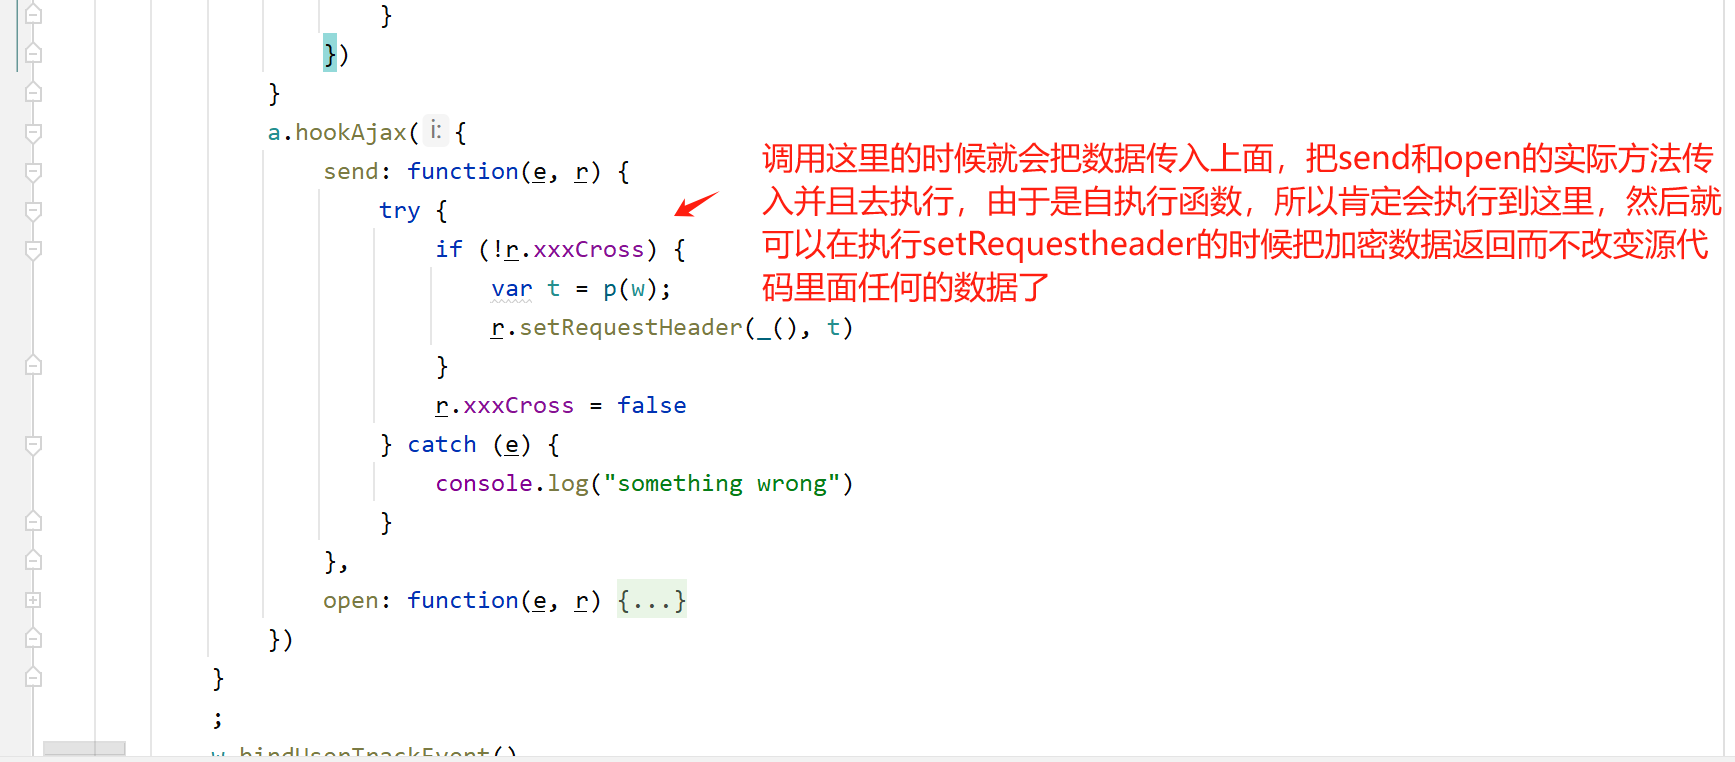 }
})
}
a.hookAjax( i: {
send: function(e, r) {
调用这里的时候就会把数据传入上面，把send和open的实际方法传
入并且去执行，由于是自执行函数，所以肯定会执行到这里，然后就
可以在执行setRequestheader的时候把加密数据返回而不改变源代
码里面任何的数据了
try {
if (!r.xxxCross) {
var t = p(w);
r.setRequestHeader(_(), t)
}
r.xxxCross = false
} catch (e) {
console.log("something wrong")
}
},
open: function(e, r) {...}
})
}
;
w.bindUserTrackEvent()